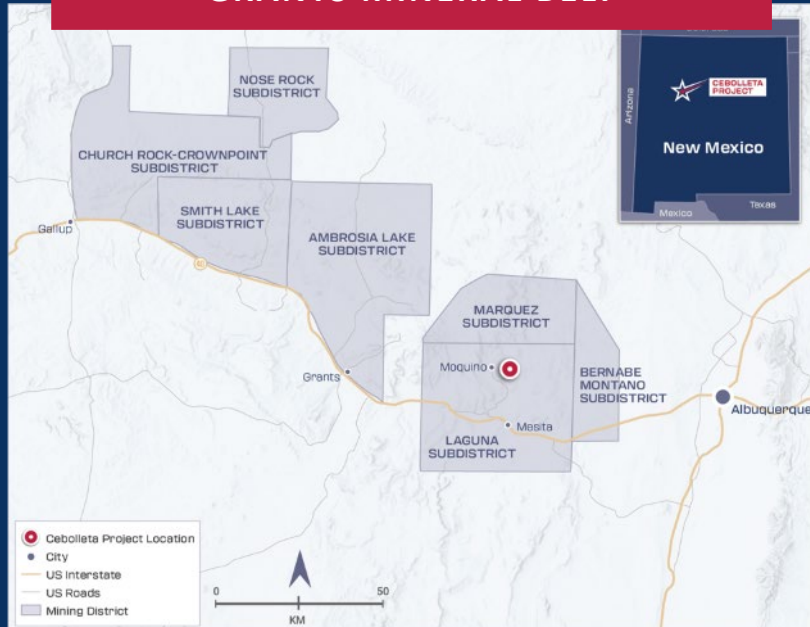 NOSE ROCK
SUBDISTRICT
CHURCH ROCK-CROWNPOINT
SUBDISTRICT
SMITH LAKE
SUBDISTRICT
AMBROSIA LAKE
SUBDISTRICT
Gallup
Grants
MARQUEZ
SUBDISTRICT
Moquino
BERNABE
MONTANO
SUBDISTRICT
Albuquerque
Mesita
LAGUNA
SUBDISTRICT
CEBOLLETA
PROJECT
Arizona
New Mexico
Texas
Mexico
Cebolleta Project Location
City
US Interstate
US Roads
Mining District
0
50
KM